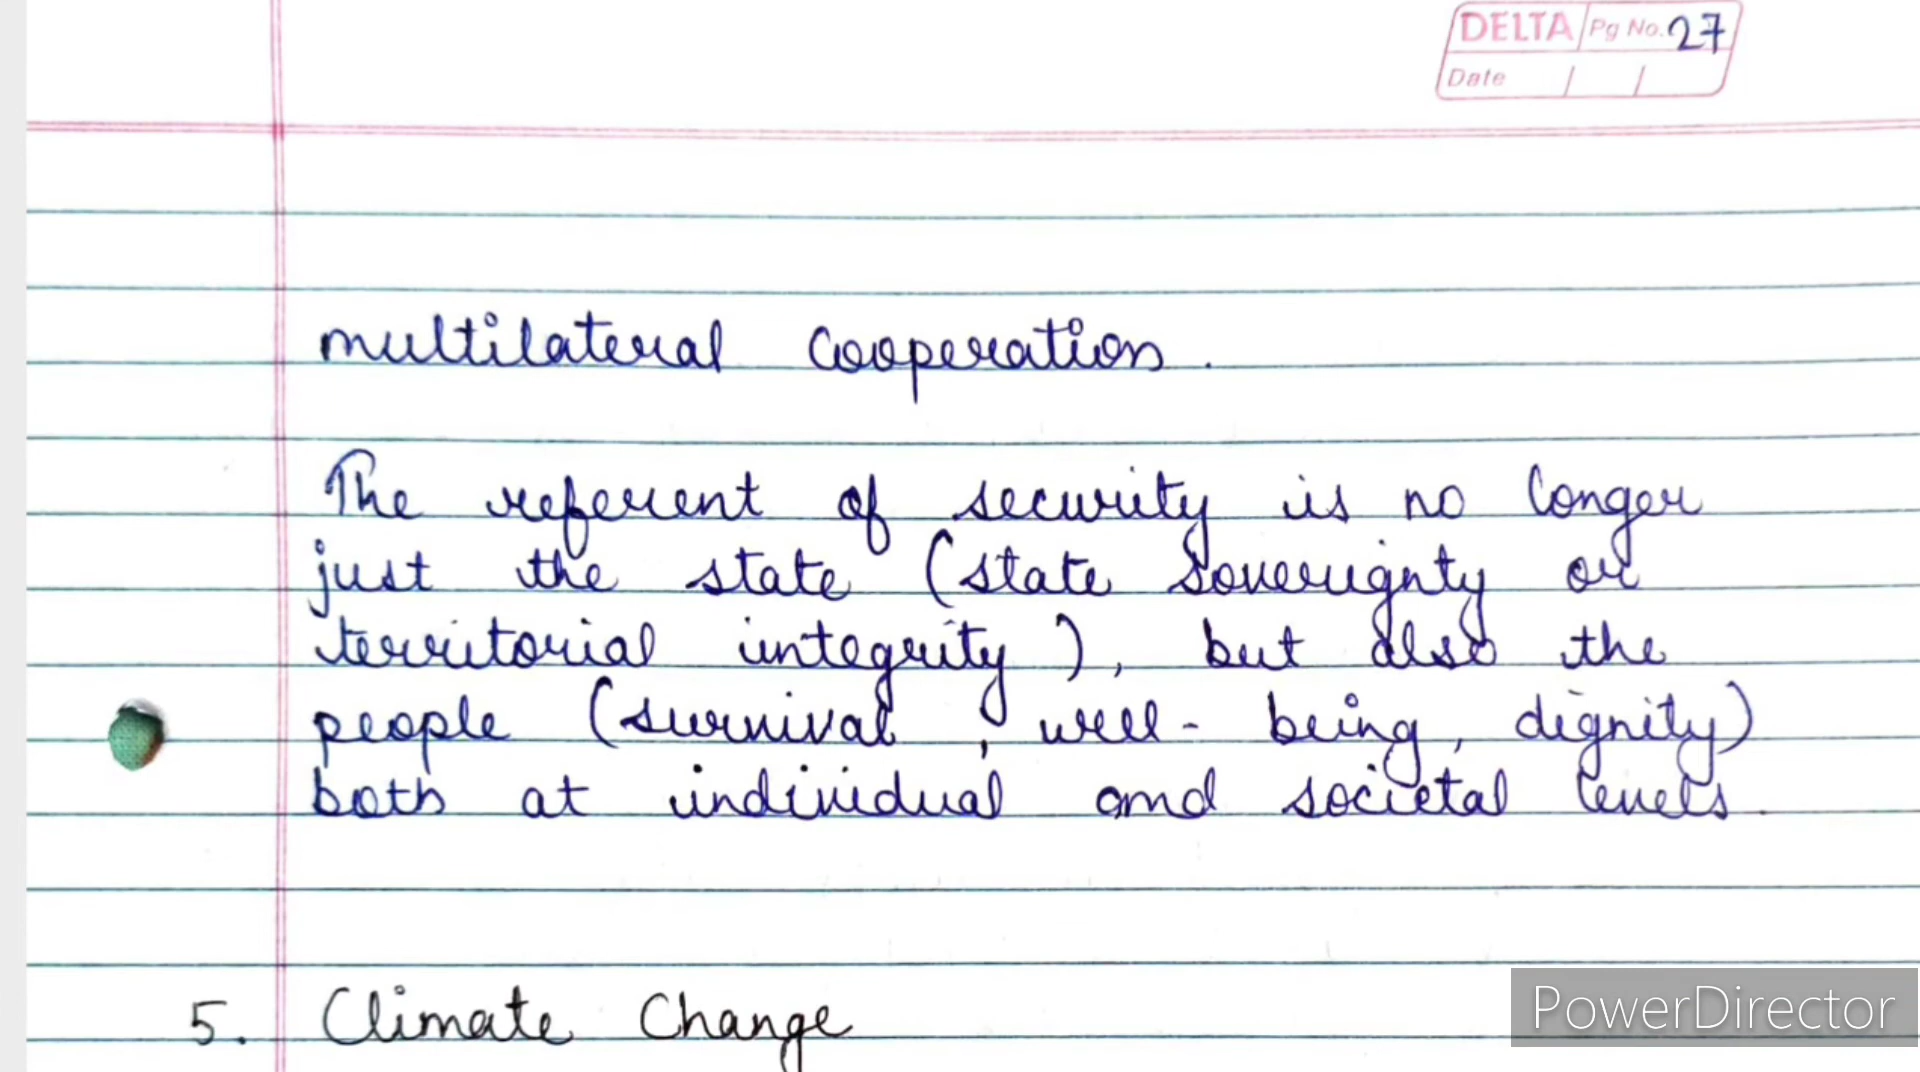 DELTA Pg No. 27
Date / /
multilateral cooperation.
The referent of security is no longer
just the state (state sovereignty or
territorial integrity), but also the
people (survival, well-being, dignity)
both at individual and societal levels.
5. Climate Change
PowerDirector